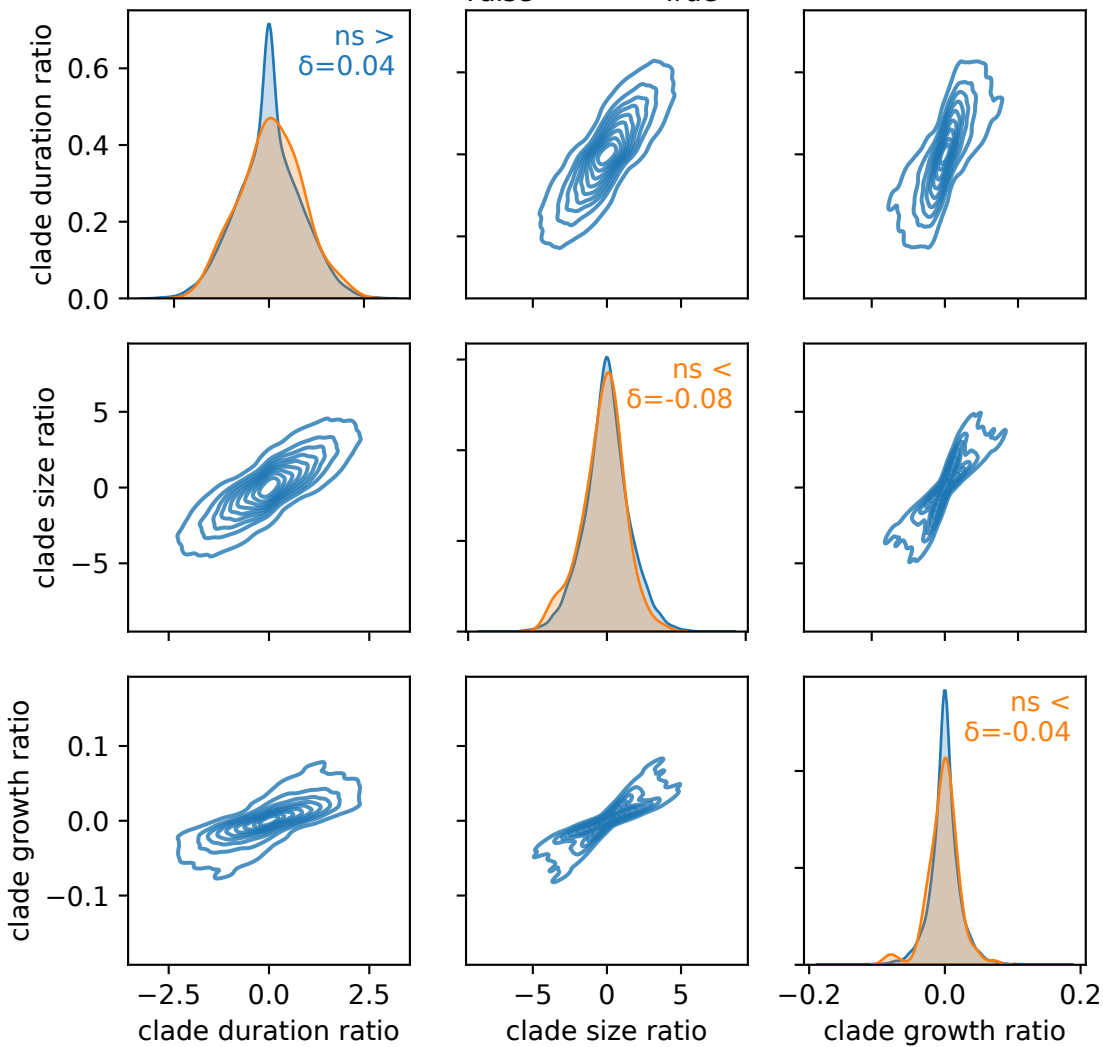 clade duration ratio
0.6
0.4
0.2
0.0
ns >
δ=0.04
clade size ratio
5
0
−5
ns <
δ=-0.08
clade growth ratio
0.1
0.0
−0.1
ns <
δ=-0.04
−2.5 0.0 2.5
clade duration ratio
−5 0 5
clade size ratio
−0.2 0.0 0.2
clade growth ratio